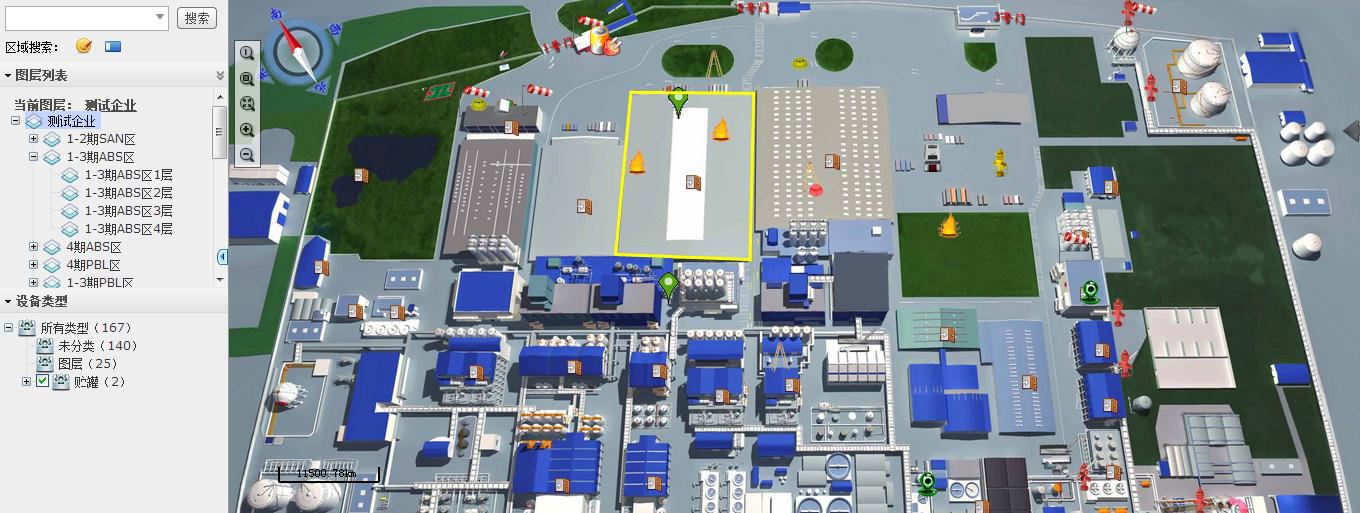 搜索
区域搜索:
图层列表
当前图层: 测试企业
测试企业
1-2期SAN区
1-3期ABS区
1-3期ABS区1层
1-3期ABS区2层
1-3期ABS区3层
1-3期ABS区4层
4期ABS区
4期PBL区
1-3期PBL区
设备类型
所有类型(167)
未分类(140)
图层(25)
贮罐(2)
南
11500.78km